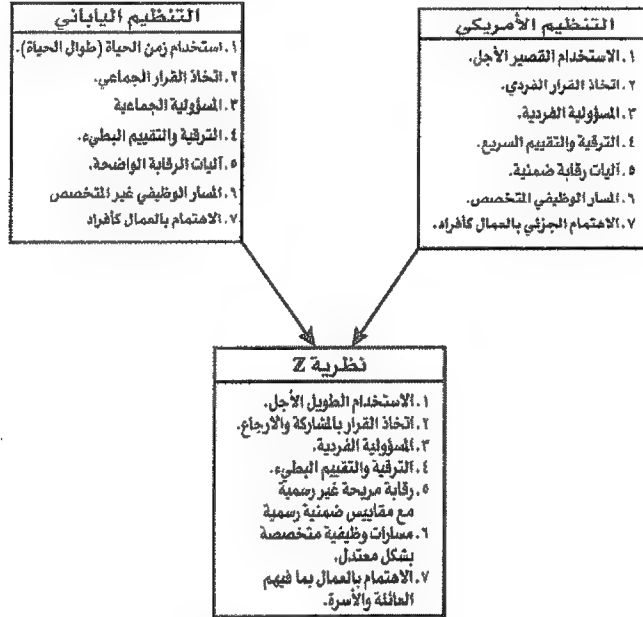 التنظيم الأمريكي
١. الاستخدام القصير الأجل.
٢. اتخاذ القرار الفردي.
٣. المسؤولية الفردية.
٤. الترقية والتقييم السريع.
٥. آليات رقابة ضمنية.
٦. المسار الوظيفي المتخصص.
٧. الاهتمام الجزئي بالعمال كأفراد.
التنظيم الياباني
١. استخدام زمن الحياة (طوال الحياة).
٢. اتخاذ القرار الجماعي.
٣. المسؤولية الجماعية
٤. الترقية والتقييم البطيء.
٥. آليات الرقابة الواضحة.
٦. المسار الوظيفي غير المتخصص
٧. الاهتمام بالعمال كأفراد
نظرية Z
١. الاستخدام الطويل الأجل.
٢. اتخاذ القرار بالمشاركة والارجاع.
٣. المسؤولية الفردية.
٤. الترقية والتقييم البطيء.
٥. رقابة مريحة غير رسمية
مع مقاييس ضمنية رسمية
٦. مسارات وظيفية متخصصة
بشكل معتدل.
٧. الاهتمام بالعمال بما فيهم
العائلة والأسرة.